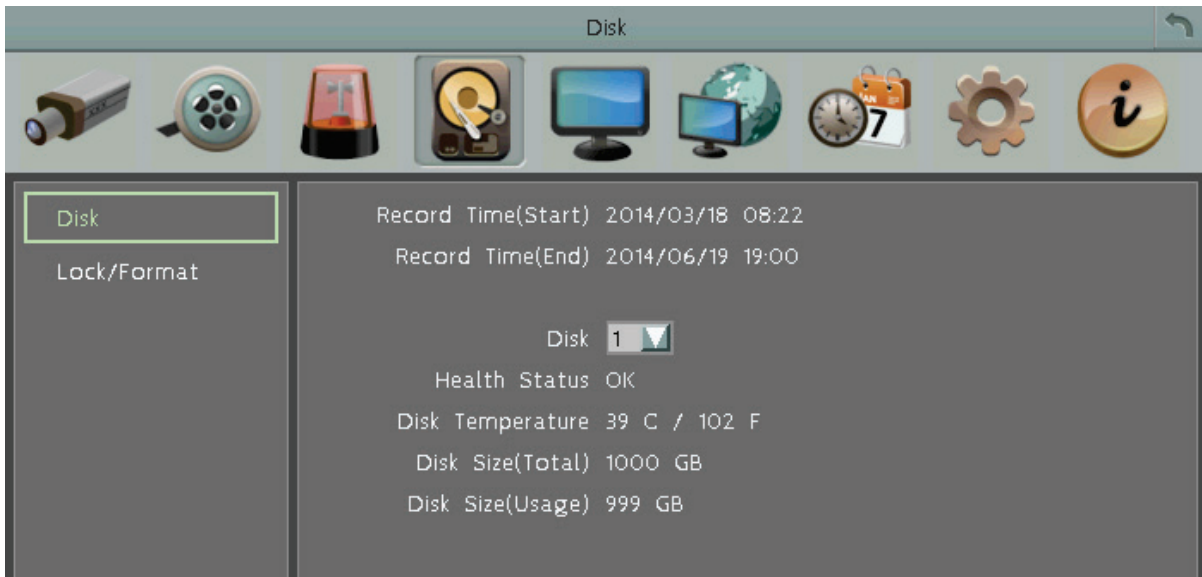 Disk
JAN
7
i
Disk
Lock/Format
Record Time(Start) 2014/03/18 08:22
Record Time(End) 2014/06/19 19:00
Disk 1
Health Status OK
Disk Temperature 39 C / 102 F
Disk Size(Total) 1000 GB
Disk Size(Usage) 999 GB